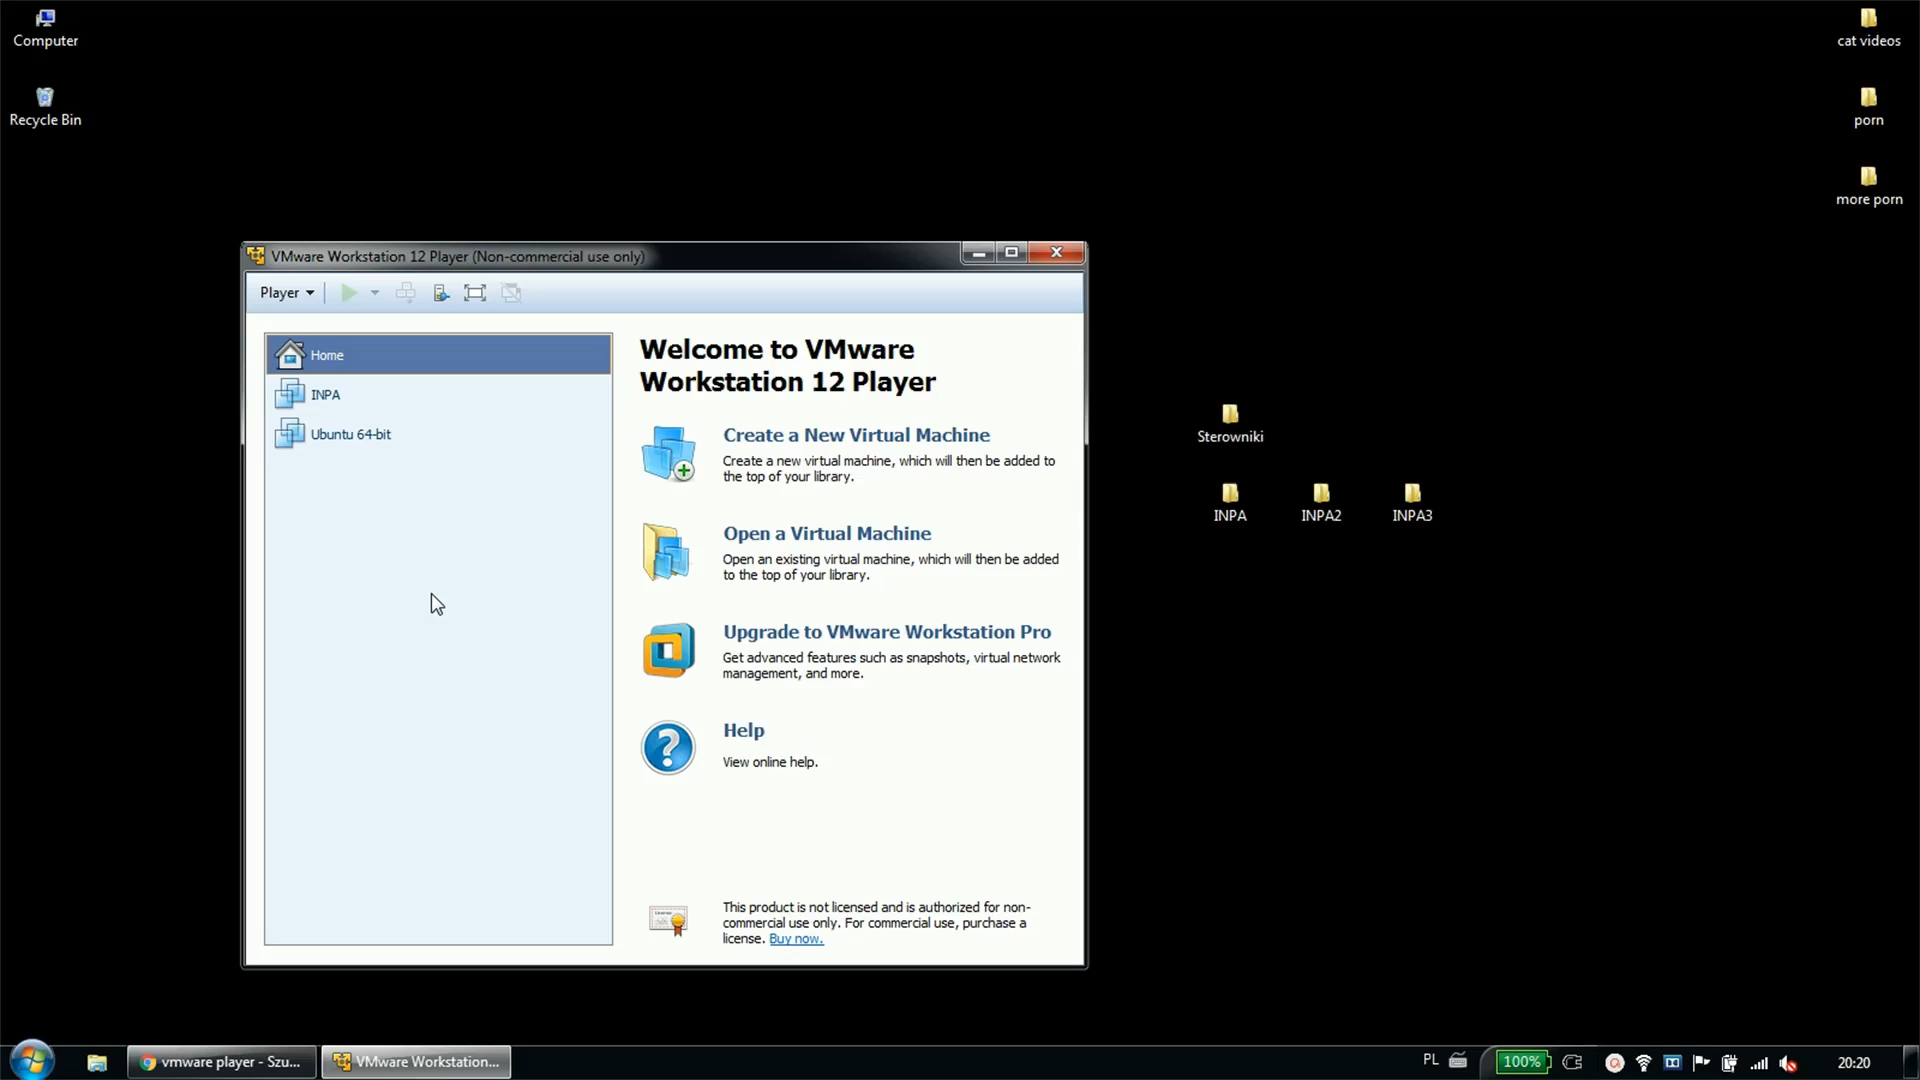 Computer
Recycle Bin
cat videos
porn
more porn
VMware Workstation 12 Player (Non-commercial use only)
Player
Home
INPA
Ubuntu 64-bit
Welcome to VMware
Workstation 12 Player
Create a New Virtual Machine
Create a new virtual machine, which will then be added to
the top of your library.
Open a Virtual Machine
Open an existing virtual machine, which will then be added
to the top of your library.
Upgrade to VMware Workstation Pro
Get advanced features such as snapshots, virtual network
management, and more.
Help
View online help.
This product is not licensed and is authorized for non-
commercial use only. For commercial use, purchase a
license. Buy now.
Sterowniki
INPA INPA2 INPA3
vmware player - Szu...
VMware Workstation...
PL
100%
20:20